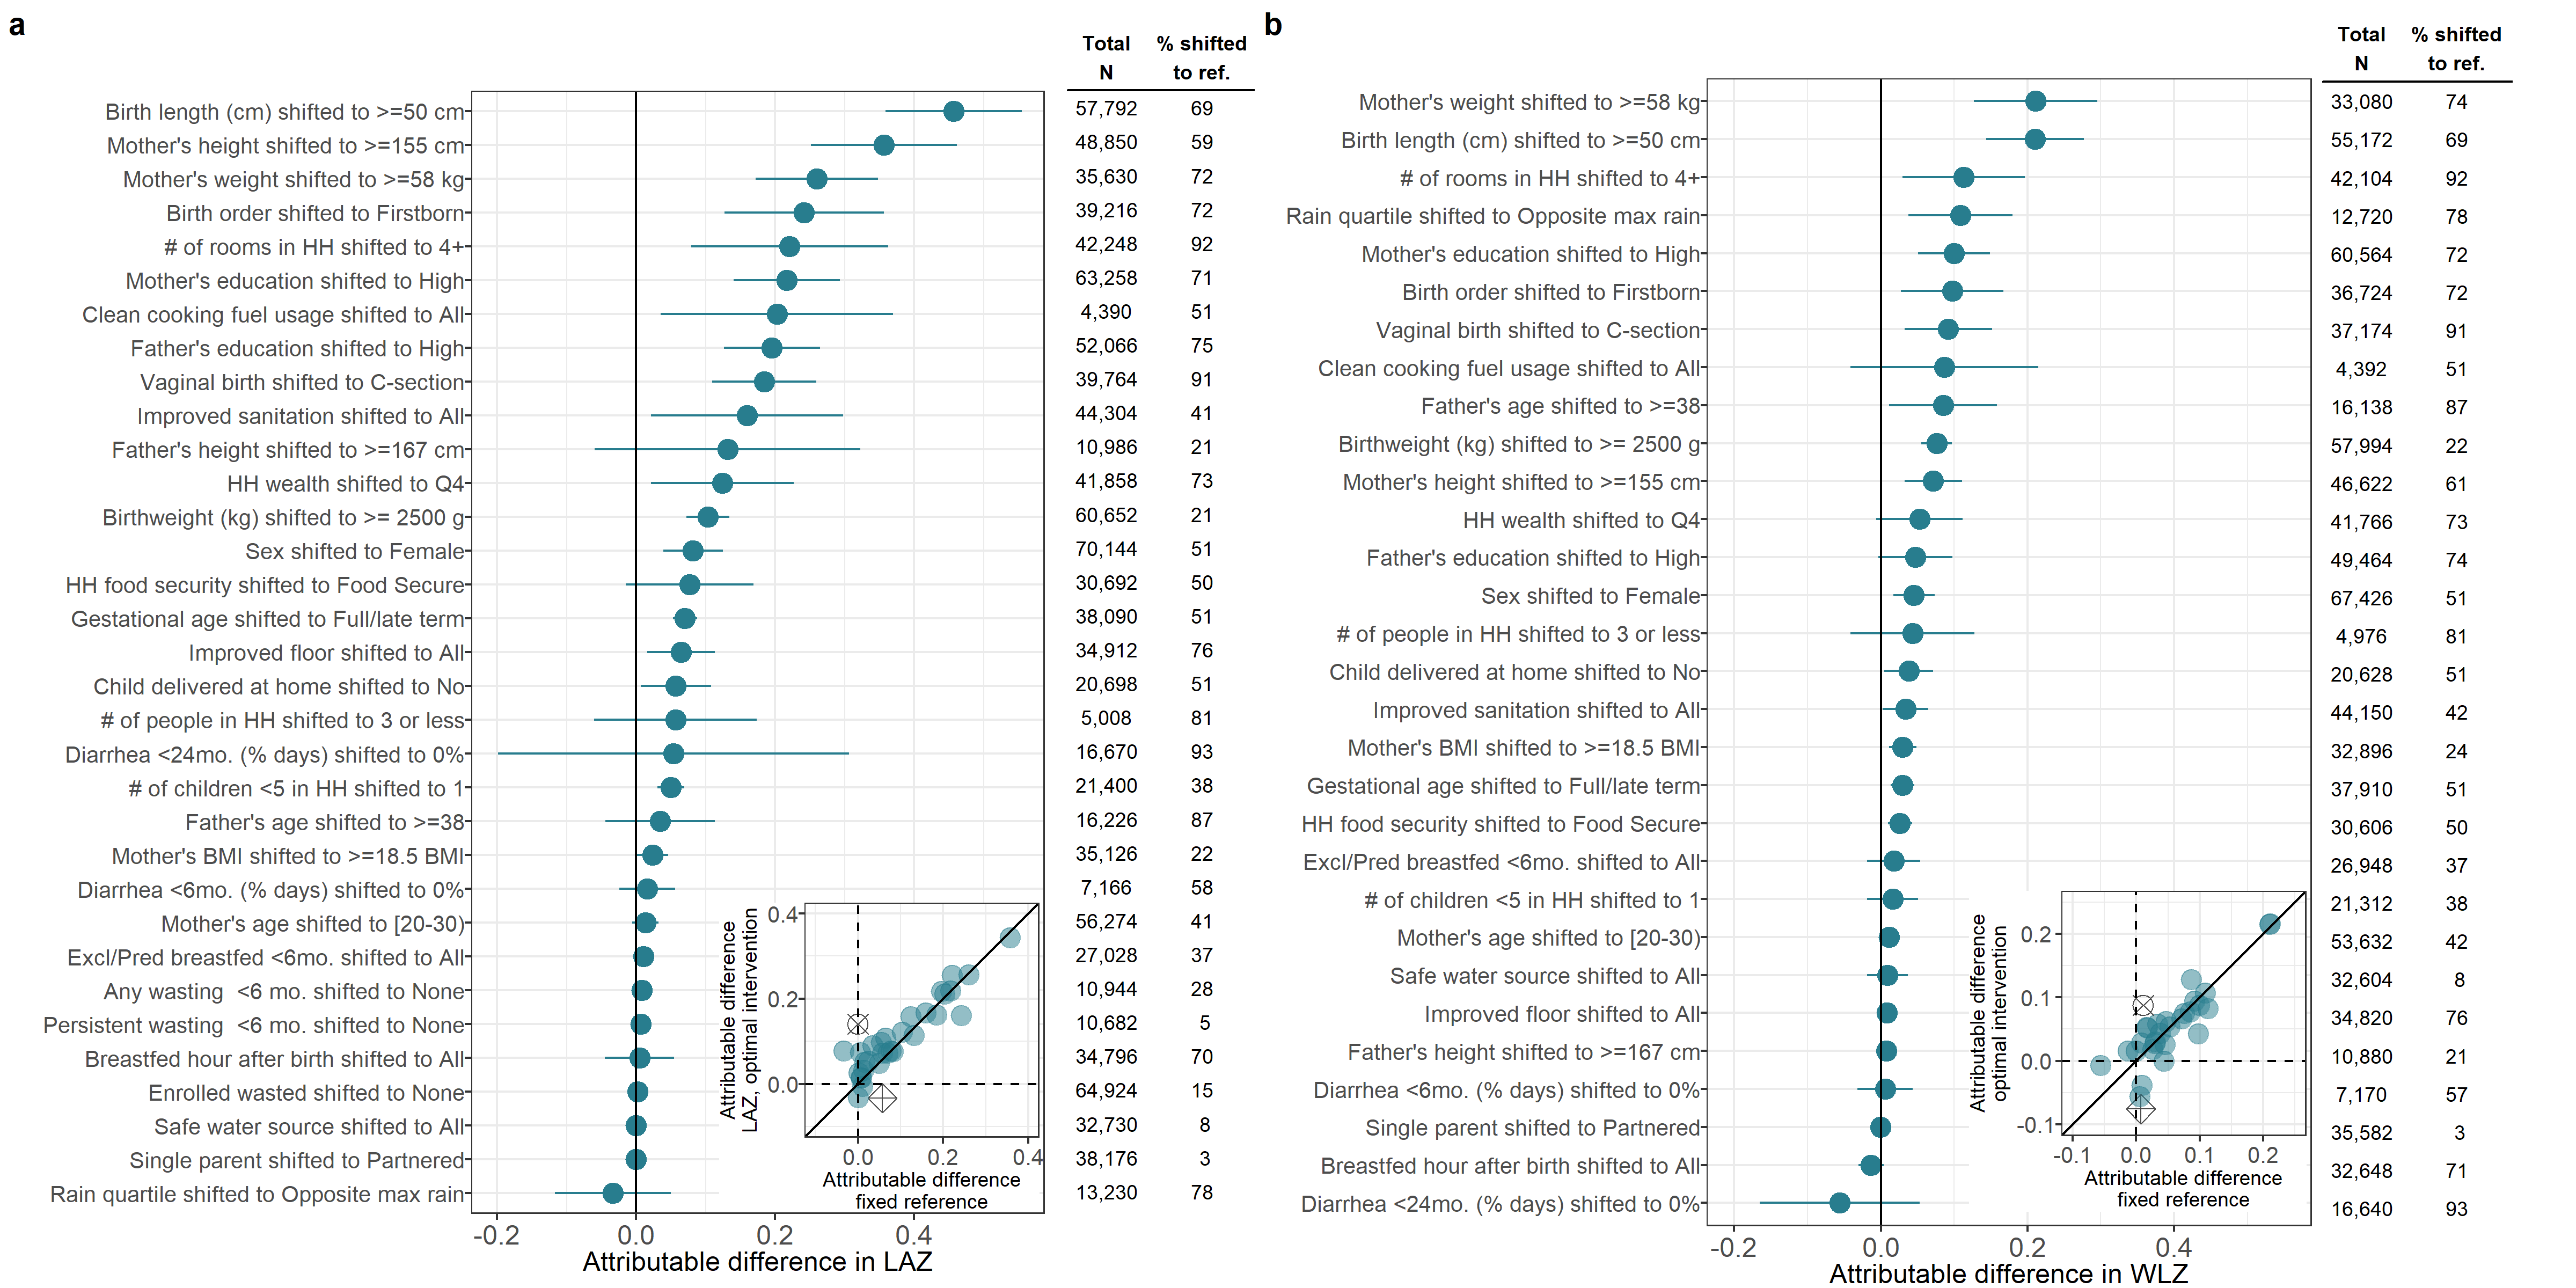 a
Total % shifted
N to ref.
Birth length (cm) shifted to >=50 cm 57,792 69
Mother's height shifted to >=155 cm 48,850 59
Mother's weight shifted to >=58 kg 35,630 72
Birth order shifted to Firstborn 39,216 72
# of rooms in HH shifted to 4+ 42,248 92
Mother's education shifted to High 63,258 71
Clean cooking fuel usage shifted to All 4,390 51
Father's education shifted to High 52,066 75
Vaginal birth shifted to C-section 39,764 91
Improved sanitation shifted to All 44,304 41
Father's height shifted to >=167 cm 10,986 21
HH wealth shifted to Q4 41,858 73
Birthweight (kg) shifted to >= 2500 g 60,652 21
Sex shifted to Female 70,144 51
HH food security shifted to Food Secure 30,692 50
Gestational age shifted to Full/late term 38,090 51
Improved floor shifted to All 34,912 76
Child delivered at home shifted to No 20,698 51
# of people in HH shifted to 3 or less 5,008 81
Diarrhea <24mo. (% days) shifted to 0% 16,670 93
# of children <5 in HH shifted to 1 21,400 38
Father's age shifted to >=38 16,226 87
Mother's BMI shifted to >=18.5 BMI 35,126 22
Diarrhea <6mo. (% days) shifted to 0% 7,166 58
Mother's age shifted to [20-30) 56,274 41
Excl/Pred breastfed <6mo. shifted to All 27,028 37
Any wasting <6 mo. shifted to None 10,944 28
Persistent wasting <6 mo. shifted to None 10,682 5
Breastfed hour after birth shifted to All 34,796 70
Enrolled wasted shifted to None 64,924 15
Safe water source shifted to All 32,730 8
Single parent shifted to Partnered 38,176 3
Rain quartile shifted to Opposite max rain 13,230 78
-0.2 0.0 0.2 0.4
Attributable difference in LAZ
Attributable difference
LAZ, optimal intervention
0.4
0.2
0.0
0.0 0.2 0.4
Attributable difference
fixed reference
b
Total % shifted
N to ref.
Mother's weight shifted to >=58 kg 33,080 74
Birth length (cm) shifted to >=50 cm 55,172 69
# of rooms in HH shifted to 4+ 42,104 92
Rain quartile shifted to Opposite max rain 12,720 78
Mother's education shifted to High 60,564 72
Birth order shifted to Firstborn 36,724 72
Vaginal birth shifted to C-section 37,174 91
Clean cooking fuel usage shifted to All 4,392 51
Father's age shifted to >=38 16,138 87
Birthweight (kg) shifted to >= 2500 g 57,994 22
Mother's height shifted to >=155 cm 46,622 61
HH wealth shifted to Q4 41,766 73
Father's education shifted to High 49,464 74
Sex shifted to Female 67,426 51
# of people in HH shifted to 3 or less 4,976 81
Child delivered at home shifted to No 20,628 51
Improved sanitation shifted to All 44,150 42
Mother's BMI shifted to >=18.5 BMI 32,896 24
Gestational age shifted to Full/late term 37,910 51
HH food security shifted to Food Secure 30,606 50
Excl/Pred breastfed <6mo. shifted to All 26,948 37
# of children <5 in HH shifted to 1 21,312 38
Mother's age shifted to [20-30) 53,632 42
Safe water source shifted to All 32,604 8
Improved floor shifted to All 34,820 76
Father's height shifted to >=167 cm 10,880 21
Diarrhea <6mo. (% days) shifted to 0% 7,170 57
Single parent shifted to Partnered 35,582 3
Breastfed hour after birth shifted to All 32,648 71
Diarrhea <24mo. (% days) shifted to 0% 16,640 93
-0.2 0.0 0.2 0.4
Attributable difference in WLZ
Attributable difference
optimal intervention
0.2
0.1
0.0
-0.1
-0.1 0.0 0.1 0.2
Attributable difference
fixed reference